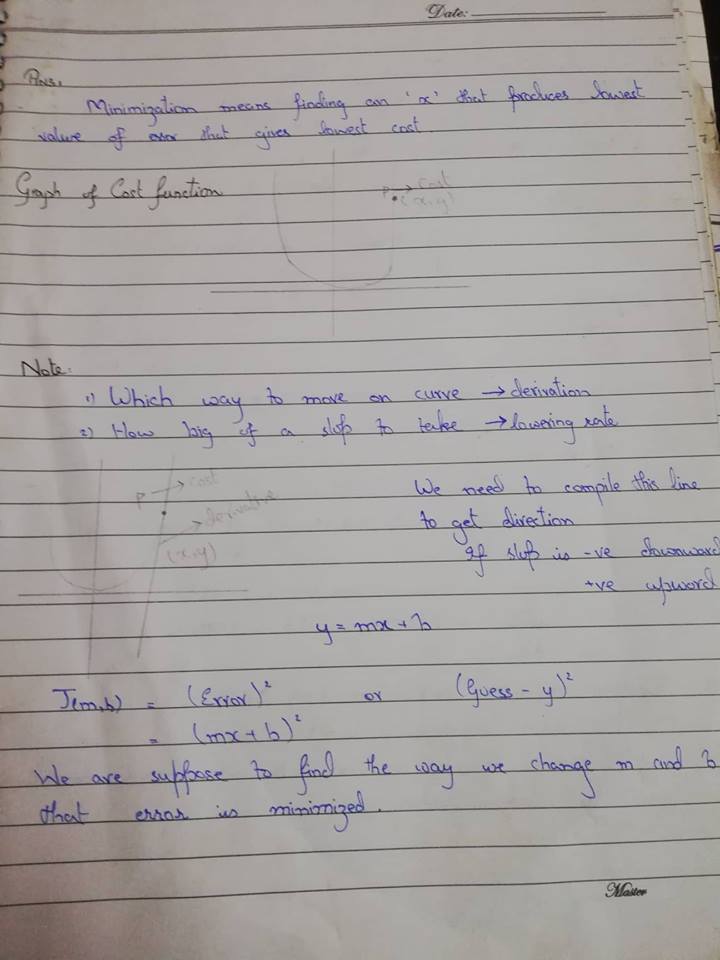 Date:
Ans.
Minimization means finding an 'x' that produces lowest
value of error that gives lowest cost
Graph of Cost function
P → cost
(x,y)
Note:
1) Which way to move on curve → derivation
2) How big of a slop to take → lowering rate
P → cost
→ derivative
(x,y)
We need to compile this line
to get direction
If slop is -ve downward
+ve upward
y = mx + b
J(m,b) = (Error)² or (Guess - y)²
= (mx + b)²
We are suppose to find the way we change m and b
that error is minimized.
Master